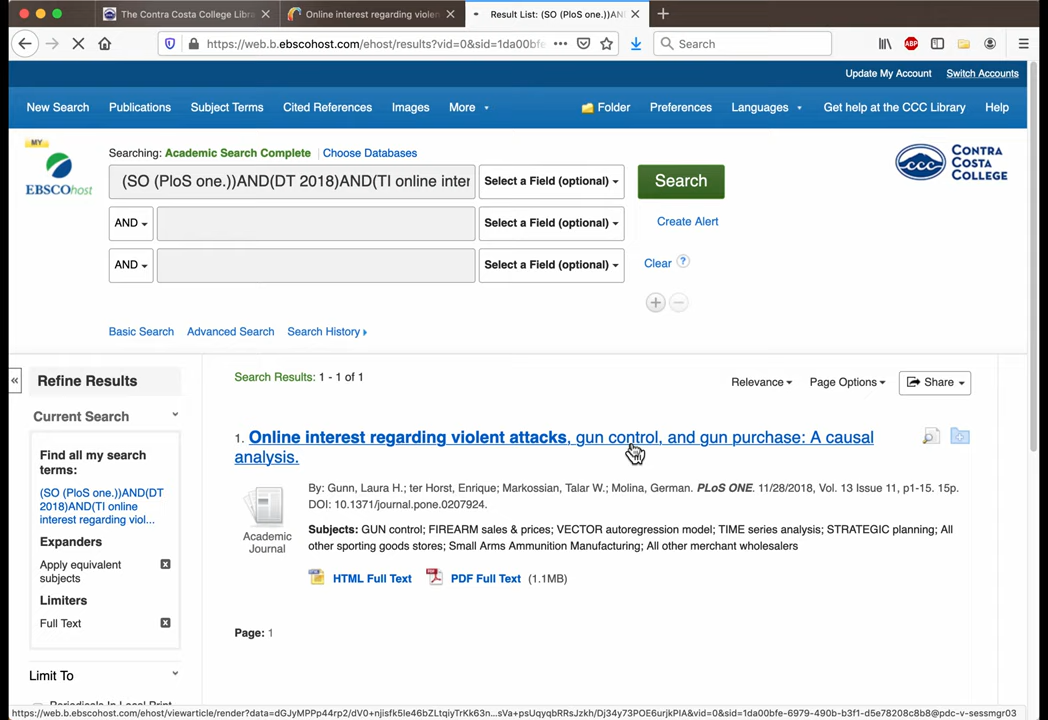 The Contra Costa College Libra
Online interest regarding violen
Result List: (SO (PloS one.))AN
https://web.b.ebscohost.com/ehost/results?vid=0&sid=1da00bfe-
Search
ABP
Update My Account Switch Accounts
New Search Publications Subject Terms Cited References Images More Folder Preferences Languages Get help at the CCC Library Help
MY
EBSCOhost
Searching: Academic Search Complete Choose Databases
(SO (PloS one.))AND(DT 2018)AND(TI online inter Select a Field (optional) Search
AND Select a Field (optional) Create Alert
AND Select a Field (optional) Clear ?
CONTRA
COSTA
COLLEGE
CCC
Basic Search Advanced Search Search History
Refine Results
Current Search
Find all my search
terms:
(SO (PloS one.))AND(DT
2018)AND(TI online
interest regarding viol...
Expanders
Apply equivalent
subjects
Limiters
Full Text
Limit To
Periodicals In Local Print
Search Results: 1 - 1 of 1
Relevance Page Options Share
1. Online interest regarding violent attacks, gun control, and gun purchase: A causal
analysis.
Academic
Journal
By: Gunn, Laura H.; ter Horst, Enrique; Markossian, Talar W.; Molina, German. PLoS ONE. 11/28/2018, Vol. 13 Issue 11, p1-15. 15p.
DOI: 10.1371/journal.pone.0207924.
Subjects: GUN control; FIREARM sales & prices; VECTOR autoregression model; TIME series analysis; STRATEGIC planning; All
other sporting goods stores; Small Arms Ammunition Manufacturing; All other merchant wholesalers
HTML Full Text PDF Full Text (1.1MB)
Page: 1